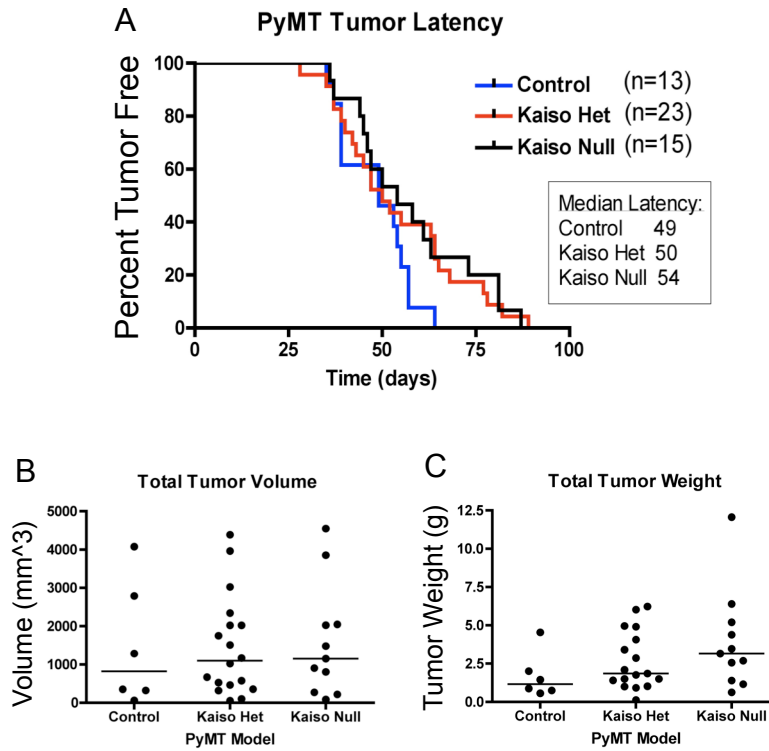 A
PyMT Tumor Latency
Percent Tumor Free
100
80
60
40
20
0
0 25 50 75 100
Time (days)
Control (n=13)
Kaiso Het (n=23)
Kaiso Null (n=15)
Median Latency:
Control 49
Kaiso Het 50
Kaiso Null 54
B
Total Tumor Volume
Volume (mm^3)
5000
4000
3000
2000
1000
0
Control Kaiso Het Kaiso Null
PyMT Model
C
Total Tumor Weight
Tumor Weight (g)
12.5
10.0
7.5
5.0
2.5
0.0
Control Kaiso Het Kaiso Null
PyMT Model